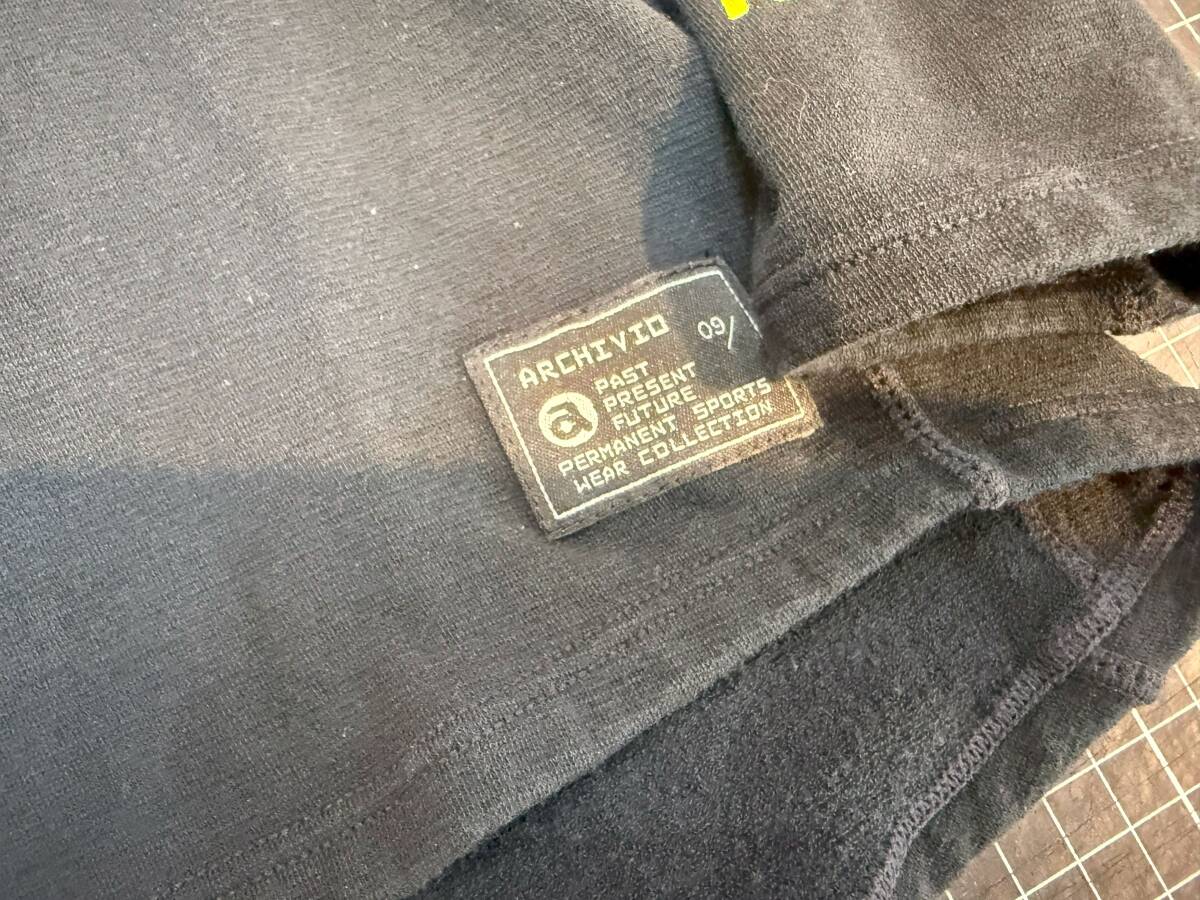 ARCHIVIO 09/
PAST
PRESENT
FUTURE
PERMANENT SPORTS
WEAR COLLECTION